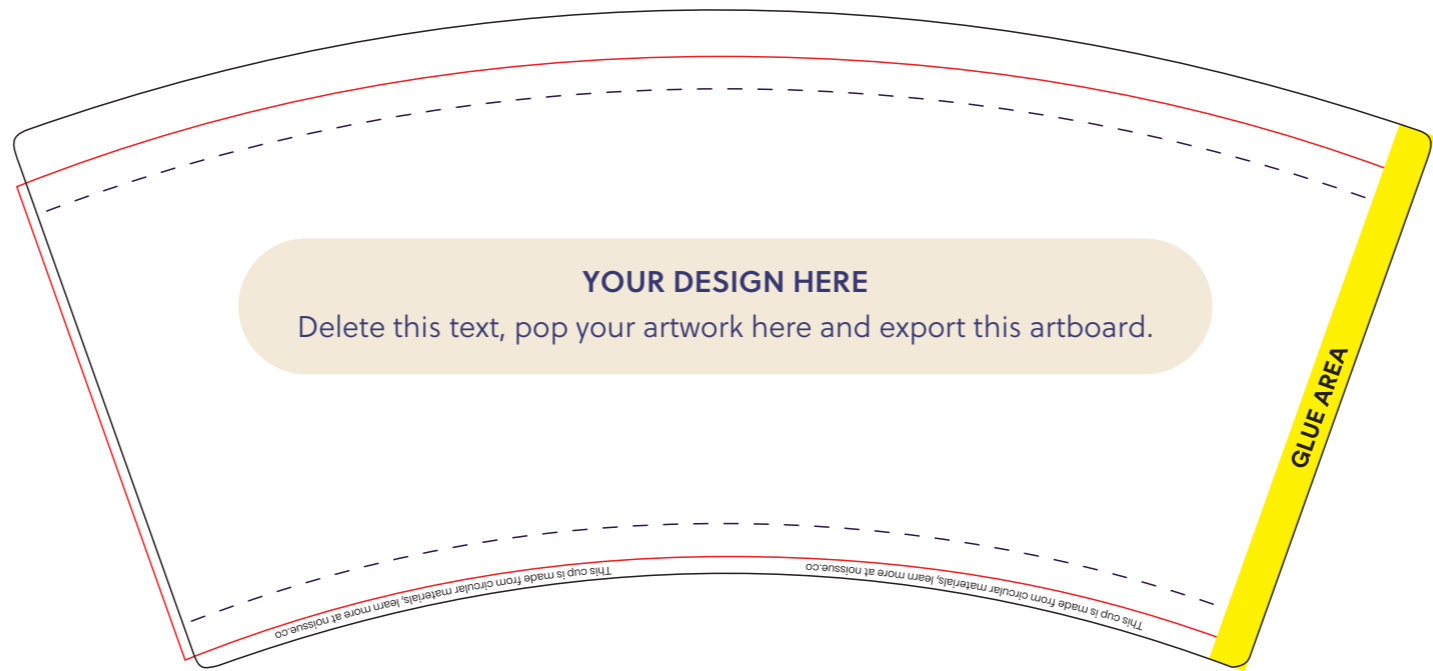 YOUR DESIGN HERE
Delete this text, pop your artwork here and export this artboard.
GLUE AREA
This cup is made from circular materials, learn more at noissue.co
This cup is made from circular materials, learn more at noissue.co